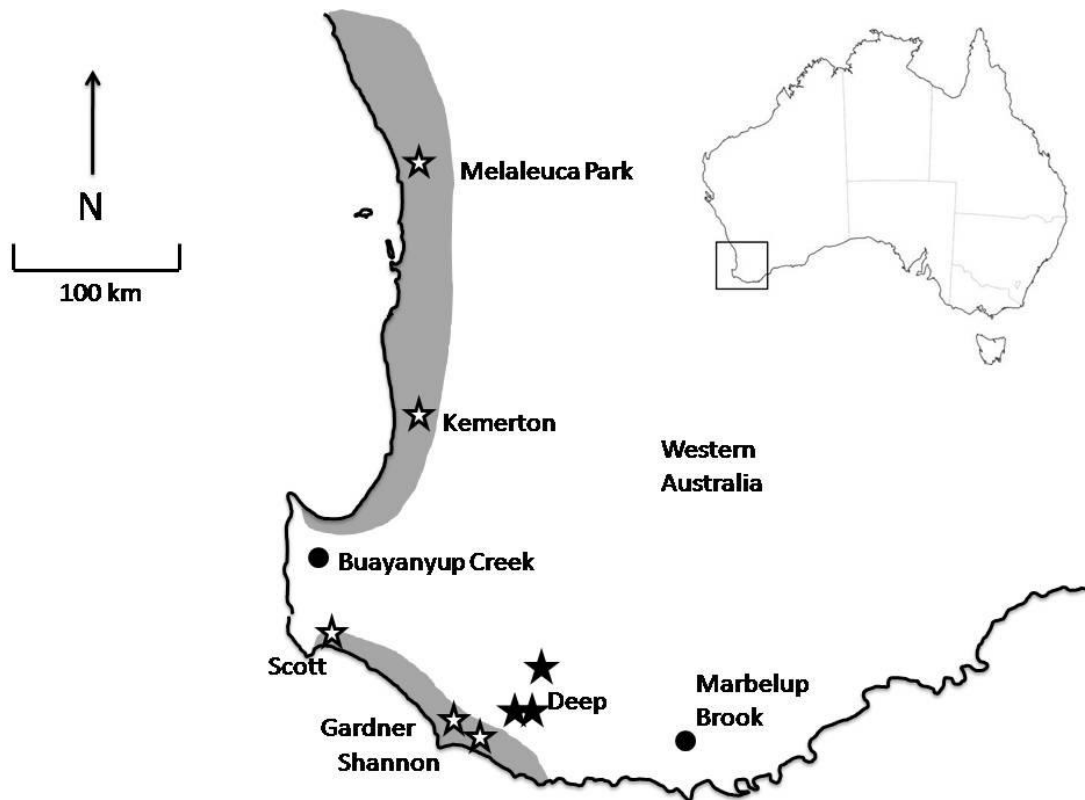 Melaleuca Park
N
100 km
Kemerton
Western
Australia
Buayanyup Creek
Scott
Deep
Marbelup
Brook
Gardner
Shannon